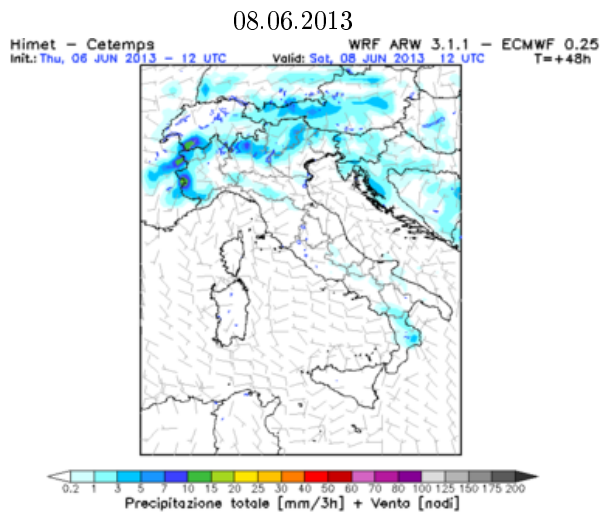 08.06.2013
Himet – Cetemps WRF ARW 3.1.1 – ECMWF 0.25
Init.: Thu, 06 JUN 2013 – 12 UTC Valid: Sat, 08 JUN 2013 12 UTC T=+48h
0.2 1 3 5 7 10 15 20 25 30 40 50 60 70 80 100 125 150 175 200
Precipitazione totale [mm/3h] + Vento [nodi]